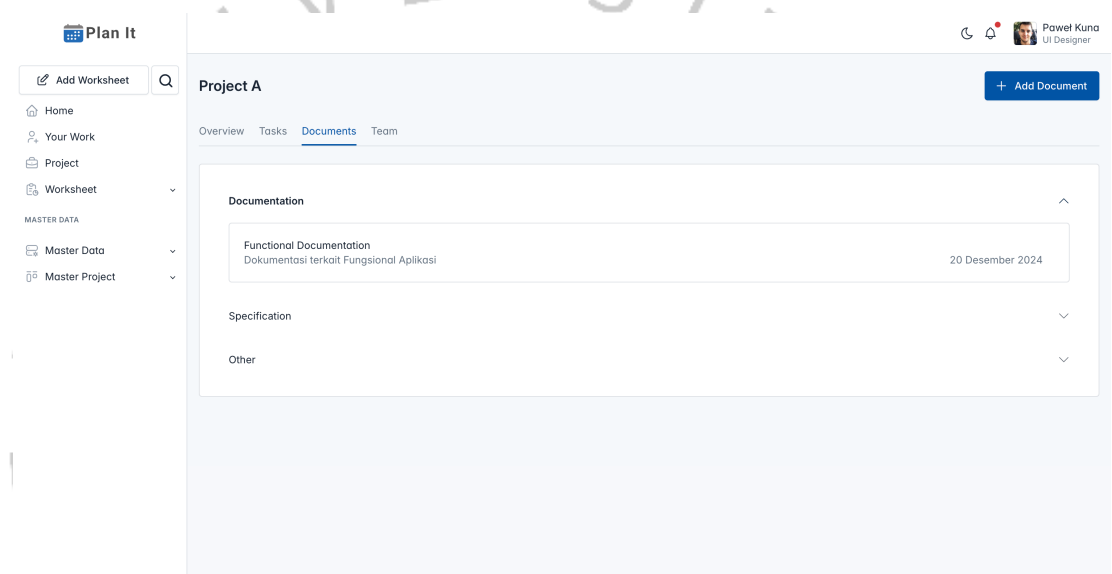 Plan It
Paweł Kuna
UI Designer
Add Worksheet
Home
Your Work
Project
Worksheet
MASTER DATA
Master Data
Master Project
Project A
+ Add Document
Overview Tasks Documents Team
Documentation
Functional Documentation
Dokumentasi terkait Fungsional Aplikasi
20 Desember 2024
Specification
Other